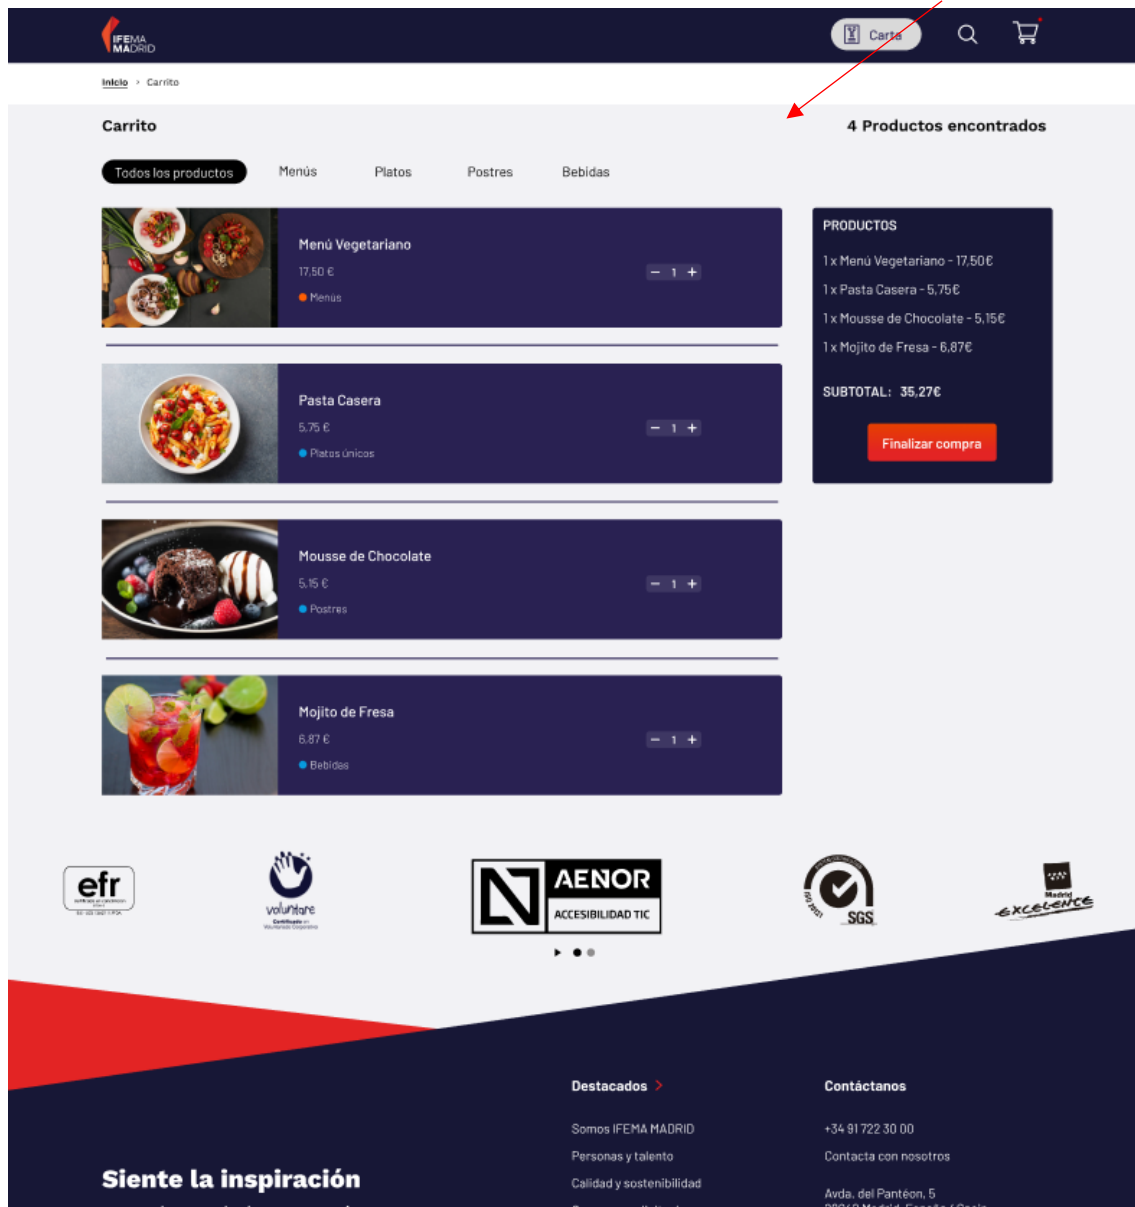 IFEMA
MADRID
Carta
Inicio > Carrito
Carrito
4 Productos encontrados
Todos los productos
Menús
Platos
Postres
Bebidas
Menú Vegetariano
17,50 €
Menús
− 1 +
Pasta Casera
5,75 €
Platos únicos
− 1 +
Mousse de Chocolate
5,15 €
Postres
− 1 +
Mojito de Fresa
6,87 €
Bebidas
− 1 +
PRODUCTOS
1 x Menú Vegetariano - 17,50€
1 x Pasta Casera - 5,75€
1 x Mousse de Chocolate - 5,15€
1 x Mojito de Fresa - 6,87€
SUBTOTAL: 35,27€
Finalizar compra
efr
voluntare
Certificado en
Voluntariado Corporativo
AENOR
ACCESIBILIDAD TIC
SGS
Madrid
EXCELENTE
Siente la inspiración
Destacados >
Somos IFEMA MADRID
Personas y talento
Calidad y sostenibilidad
Contáctanos
+34 91 722 30 00
Contacta con nosotros
Avda. del Pantéon, 5